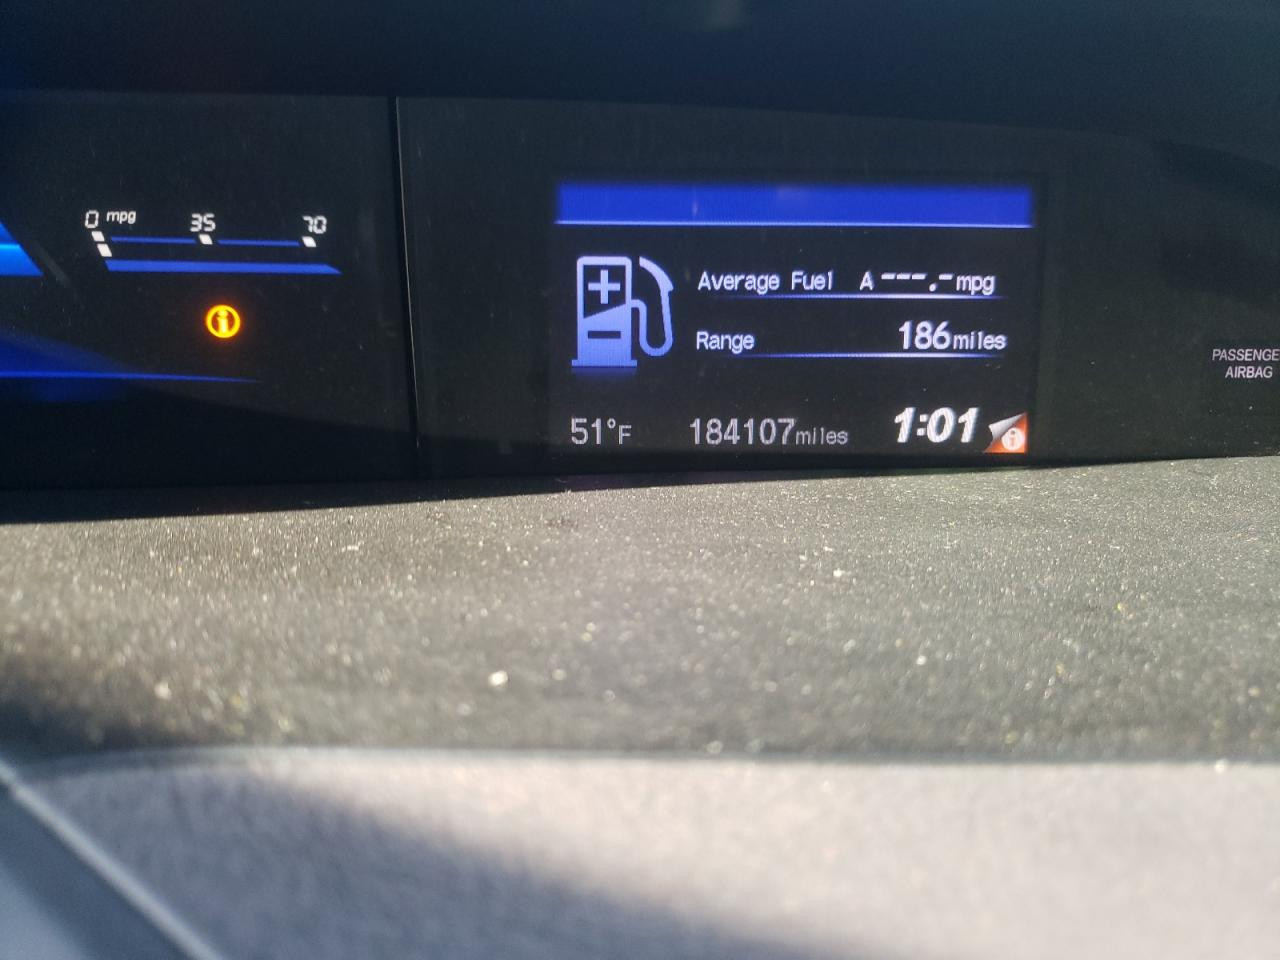 0 mpg 35 70
Average Fuel A ---.- mpg
Range 186 miles
51°F 184107 miles 1:01
PASSENGE
AIRBAG